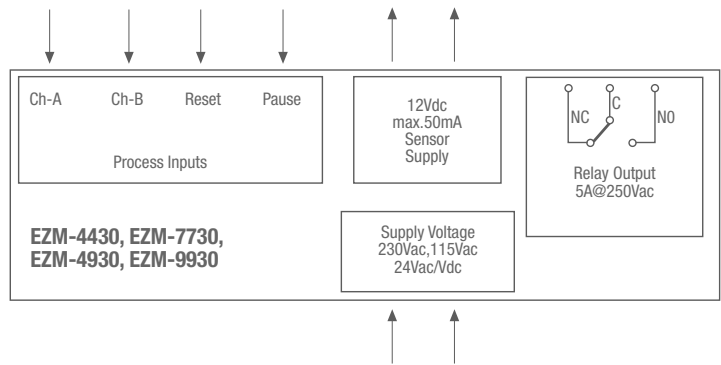 Ch-A Ch-B Reset Pause
Process Inputs
12Vdc
max.50mA
Sensor
Supply
NC C NO
Relay Output
5A@250Vac
EZM-4430, EZM-7730,
EZM-4930, EZM-9930
Supply Voltage
230Vac,115Vac
24Vac/Vdc